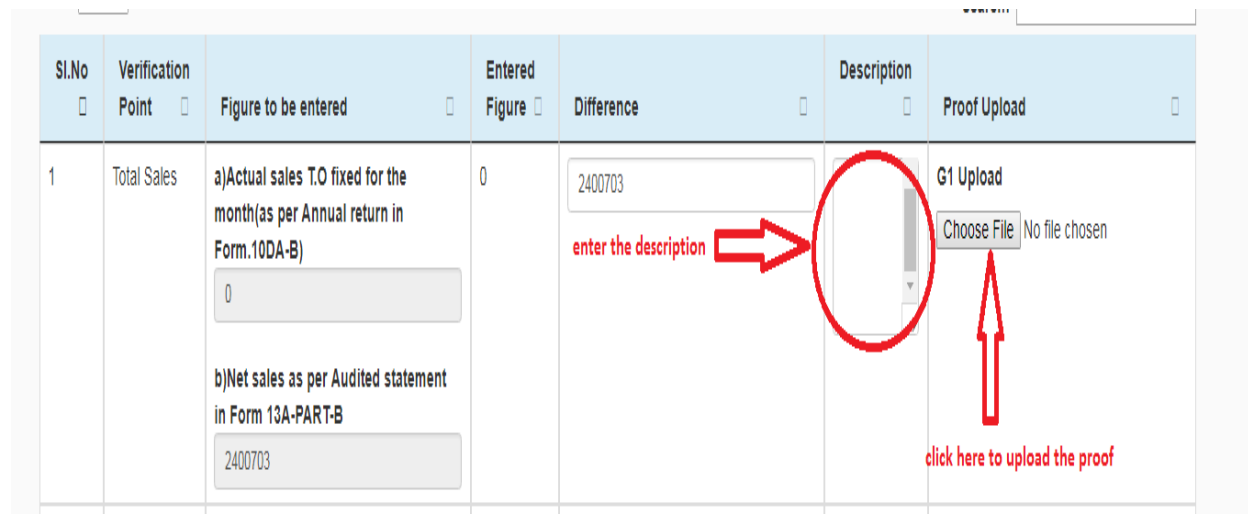 Sl.No
Verification
Point
Figure to be entered
Entered
Figure
Difference
Description
Proof Upload
1
Total Sales
a)Actual sales T.O fixed for the
month(as per Annual return in
Form.10DA-B)
0
b)Net sales as per Audited statement
in Form 13A-PART-B
2400703
0
2400703
enter the description
G1 Upload
Choose File No file chosen
click here to upload the proof